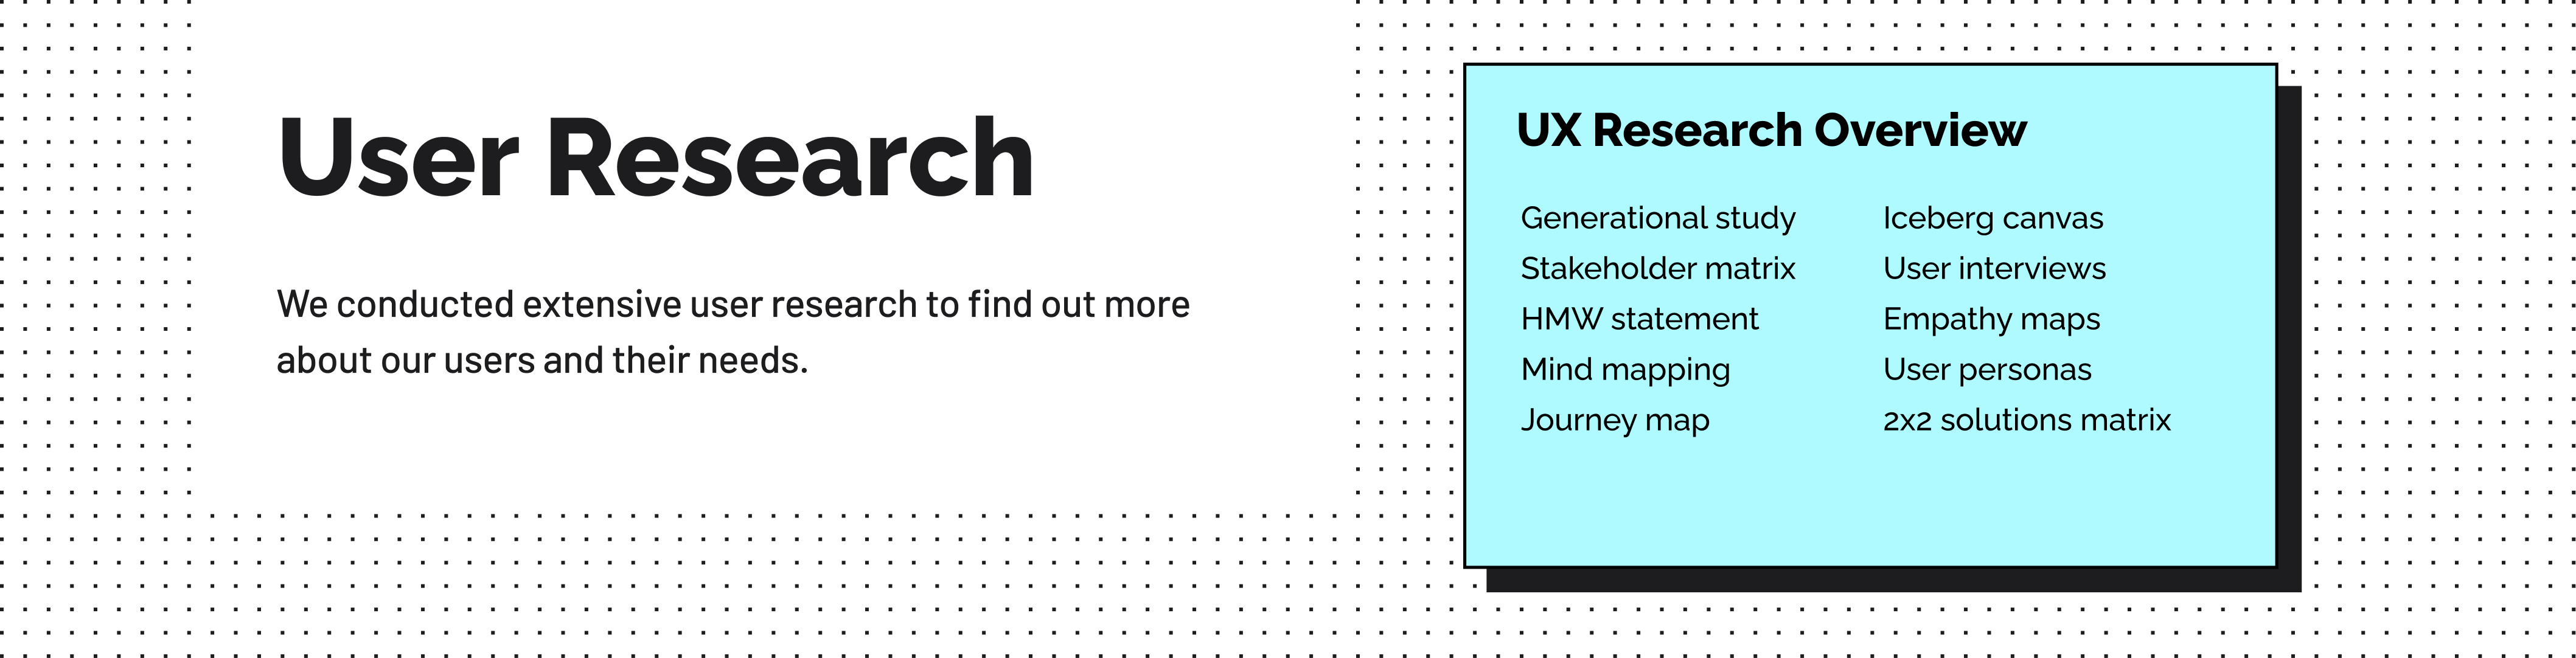 User Research
We conducted extensive user research to find out more
about our users and their needs.
UX Research Overview
Generational study
Stakeholder matrix
HMW statement
Mind mapping
Journey map
Iceberg canvas
User interviews
Empathy maps
User personas
2x2 solutions matrix